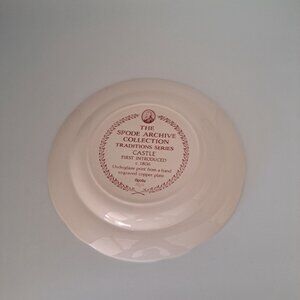 THE
SPODE ARCHIVE
COLLECTION
TRADITIONS SERIES
CASTLE
FIRST INTRODUCED
c. 1806
Underglaze print from a hand
engraved copper plate
Spode